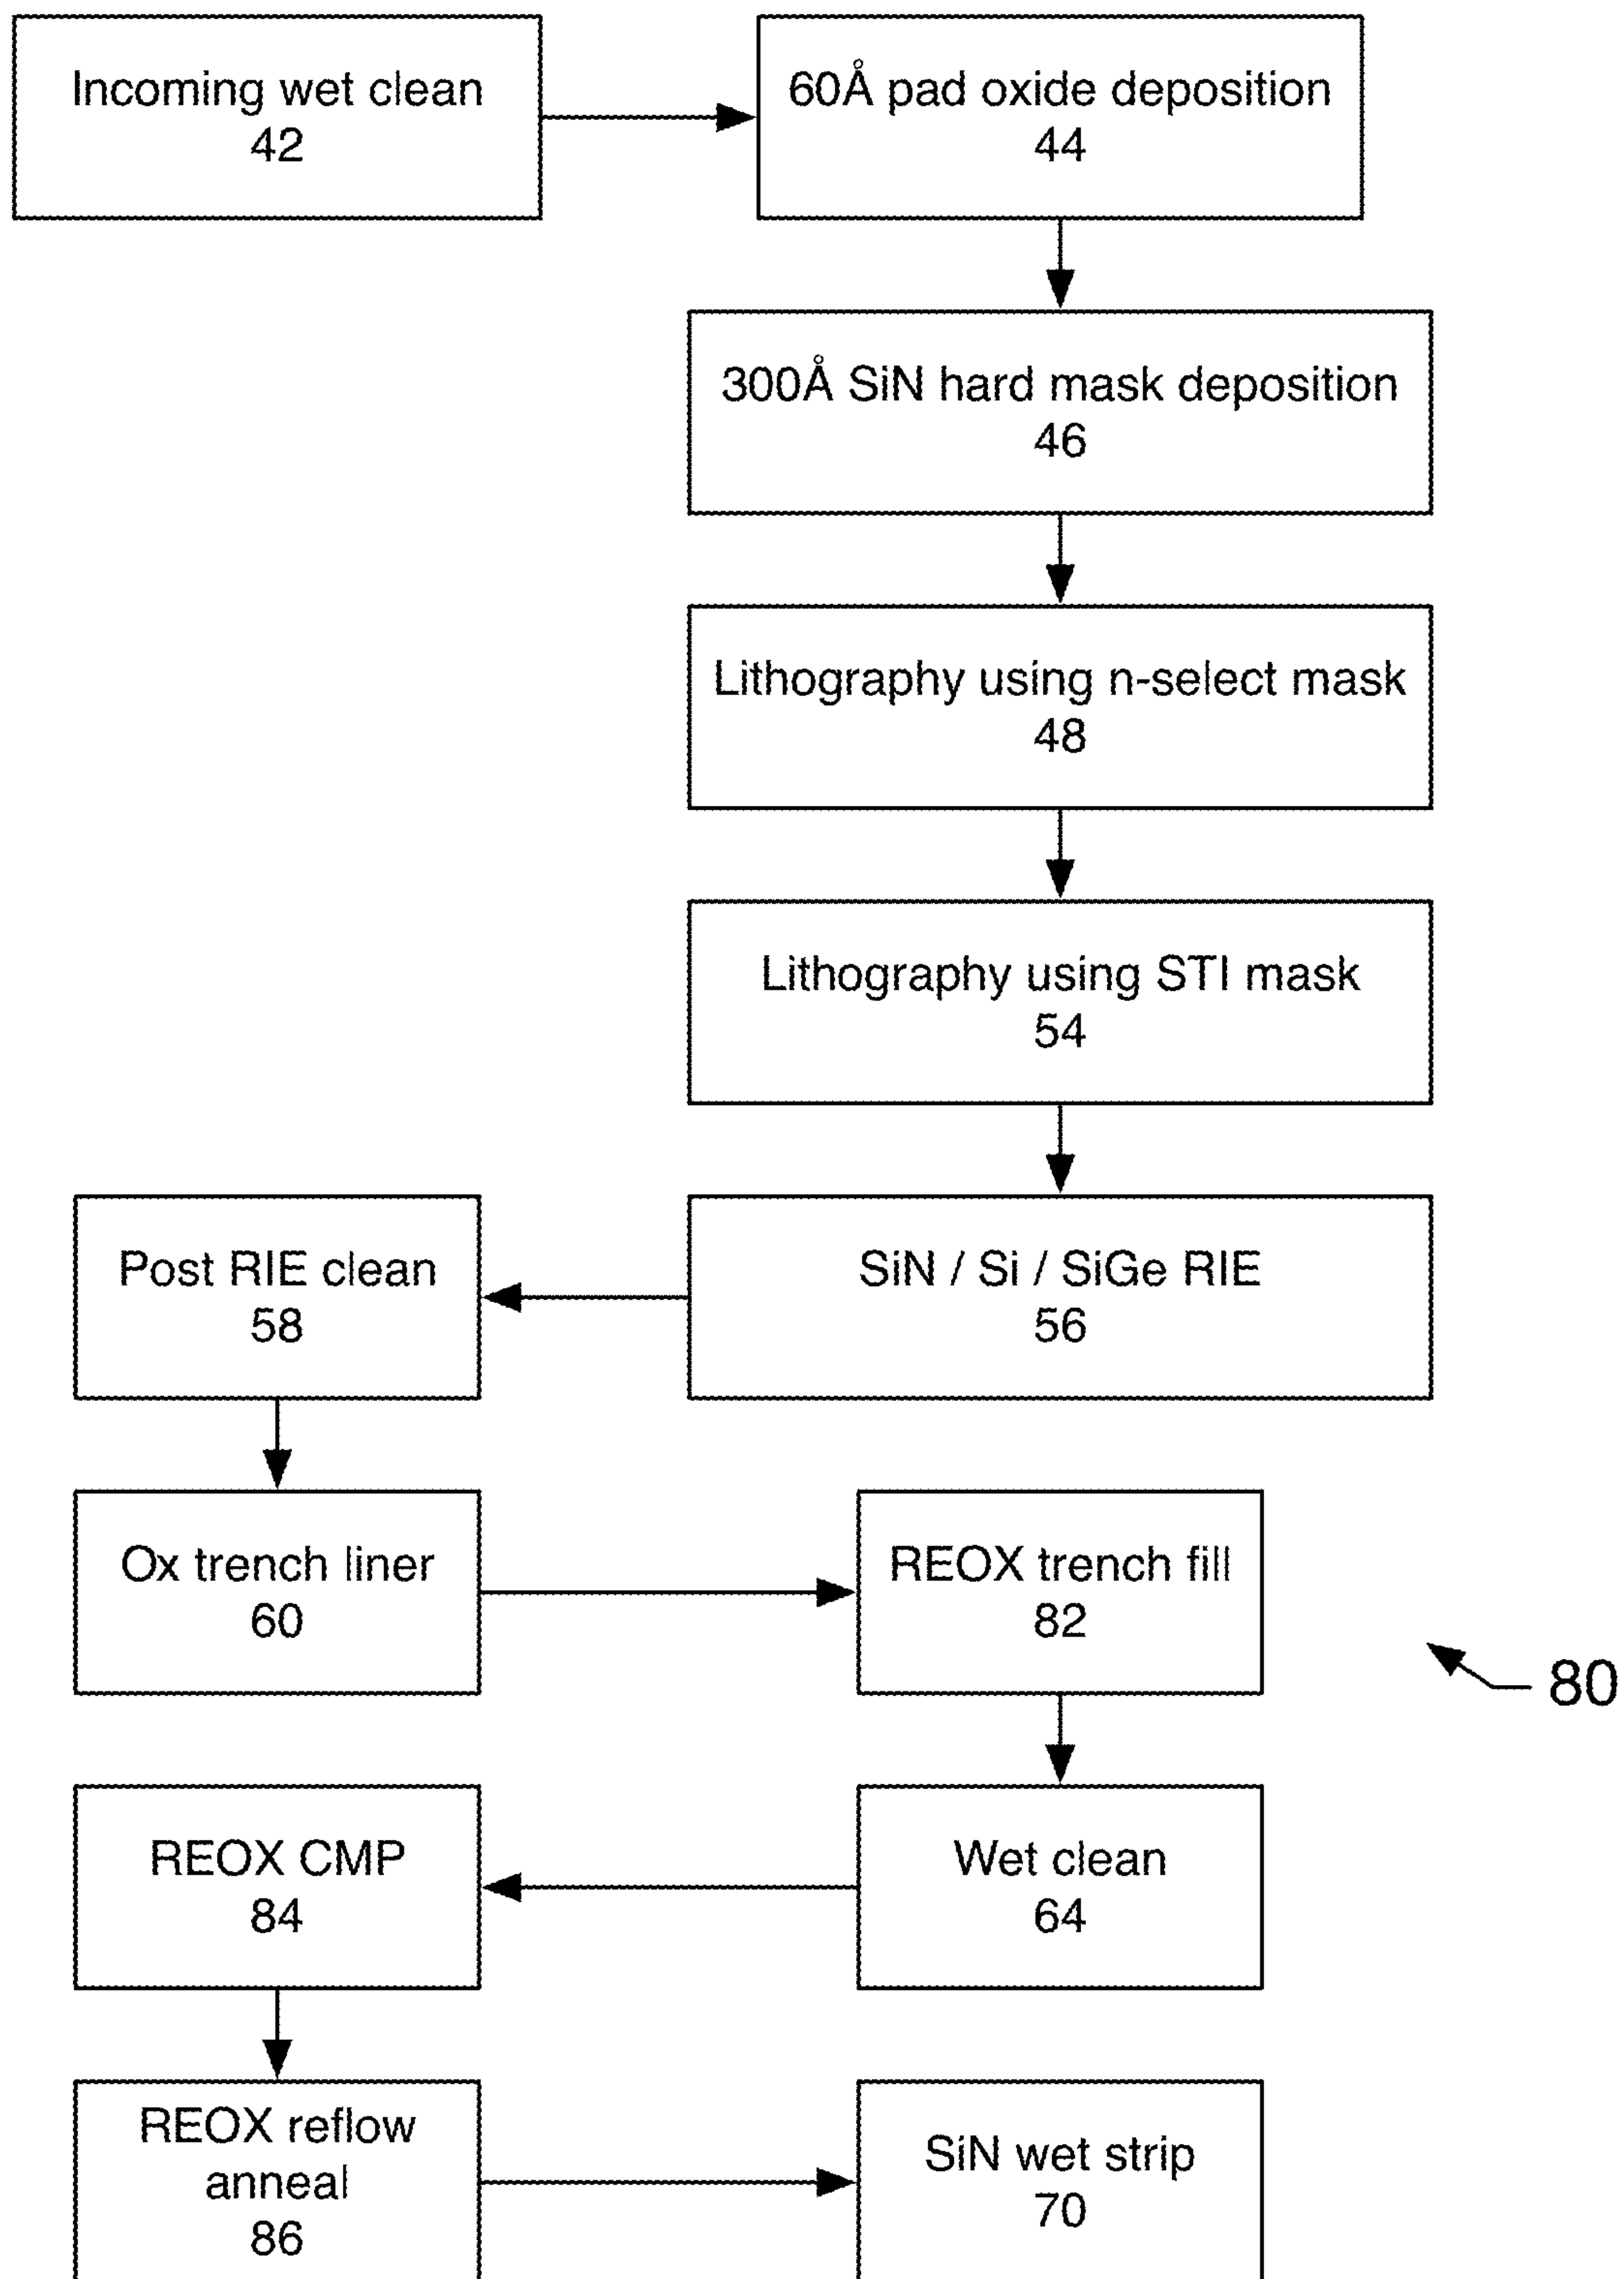 Incoming wet clean
42
60Å pad oxide deposition
44
300Å SiN hard mask deposition
46
Lithography using n-select mask
48
Lithography using STI mask
54
SiN / Si / SiGe RIE
56
Post RIE clean
58
Ox trench liner
60
REOX trench fill
82
80
Wet clean
64
REOX CMP
84
REOX reflow
anneal
86
SiN wet strip
70